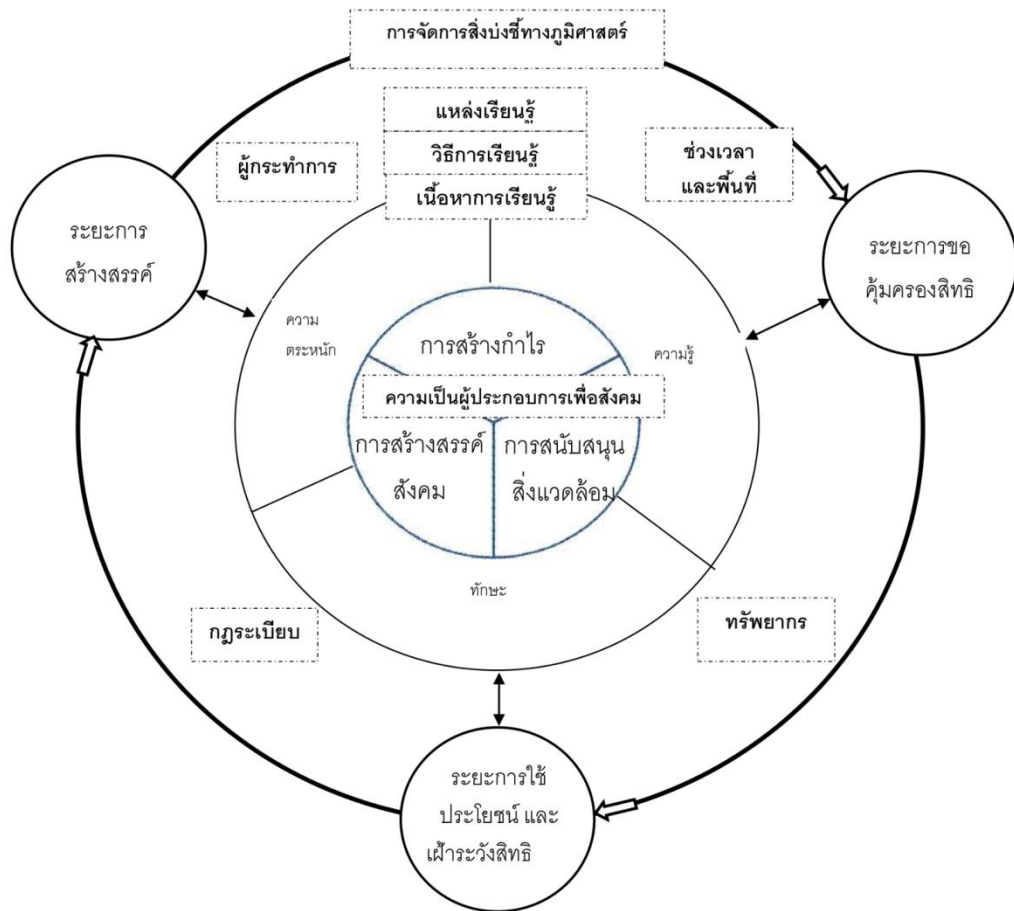 การจัดการสิ่งบ่งชี้ทางภูมิศาสตร์
แหล่งเรียนรู้
วิธีการเรียนรู้
เนื้อหาการเรียนรู้
ผู้กระทำการ
ช่วงเวลา
และพื้นที่
ระยะการ
สร้างสรรค์
ระยะการขอ
คุ้มครองสิทธิ
ความ
ตระหนัก
การสร้างกำไร
ความรู้
ความเป็นผู้ประกอบการเพื่อสังคม
การสร้างสรรค์
สังคม
การสนับสนุน
สิ่งแวดล้อม
ทักษะ
กฎระเบียบ
ทรัพยากร
ระยะการใช้
ประโยชน์ และ
เฝ้าระวังสิทธิ